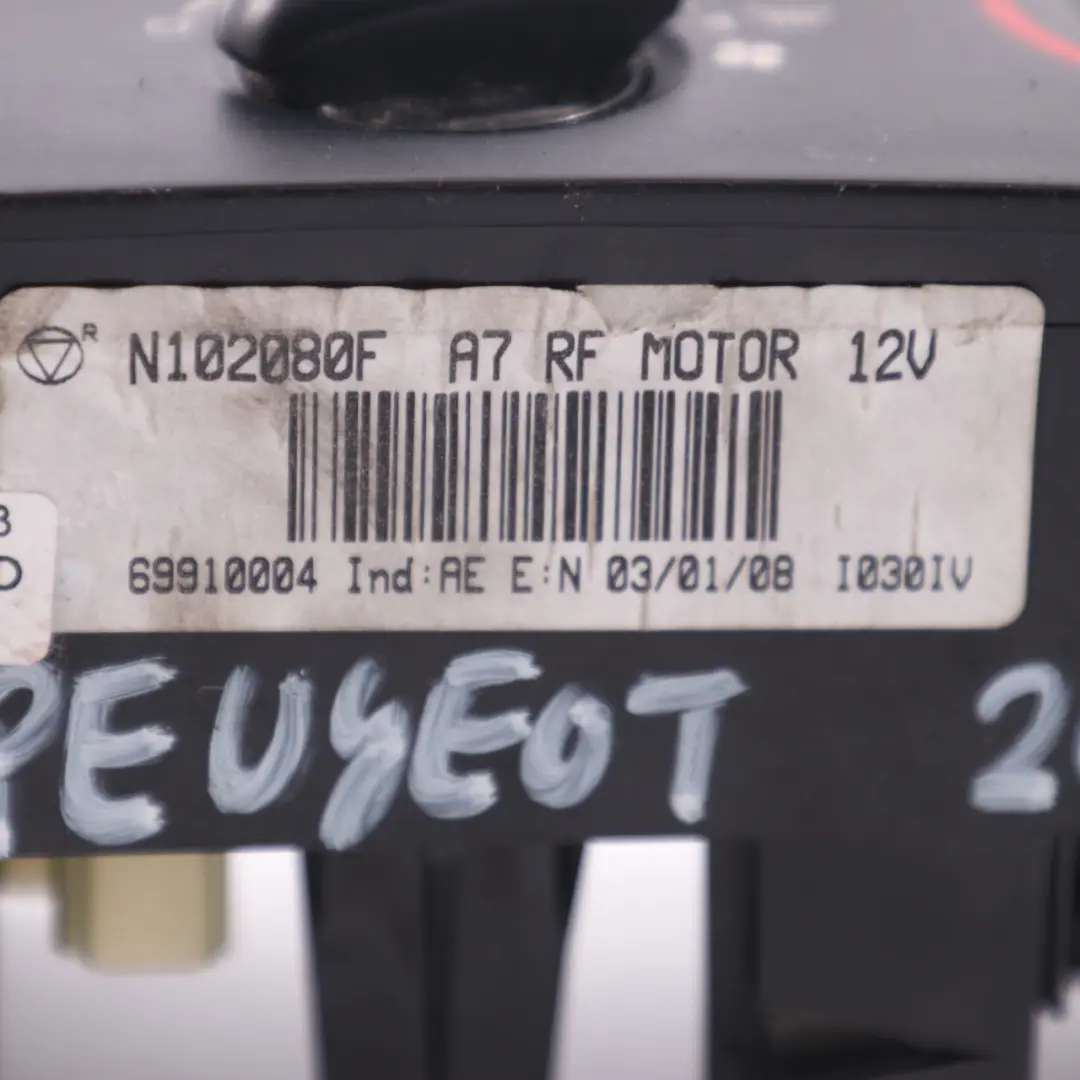 R N102080F A7 RF MOTOR 12V
69910004 Ind:AE E:N 03/01/08 I030IV
D
PEUGEOT